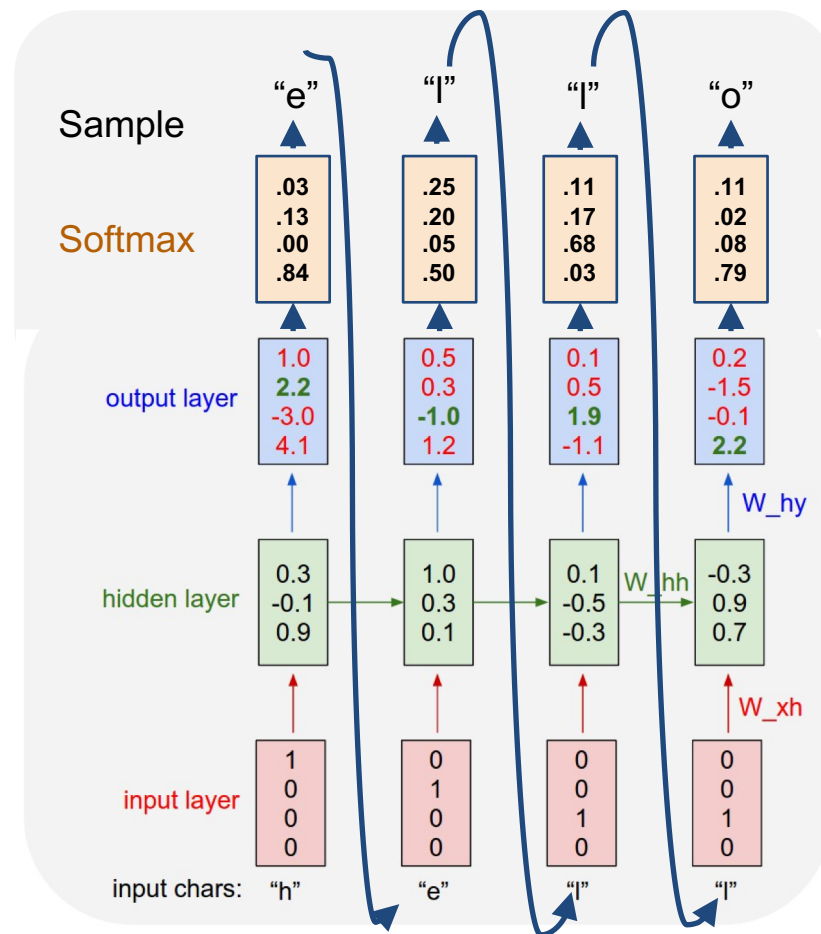 “e” “l” “l” “o”
Sample
.03 .25 .11 .11
.13 .20 .17 .02
.00 .05 .68 .08
.84 .50 .03 .79
Softmax
1.0 0.5 0.1 0.2
2.2 0.3 0.5 -1.5
-3.0 -1.0 1.9 -0.1
4.1 1.2 -1.1 2.2
output layer
W_hy
0.3 1.0 0.1 -0.3
-0.1 0.3 -0.5 0.9
0.9 0.1 -0.3 0.7
hidden layer
W_hh
W_xh
1 0 0 0
0 1 0 0
0 0 1 1
0 0 0 0
input layer
input chars: “h” “e” “l” “l”